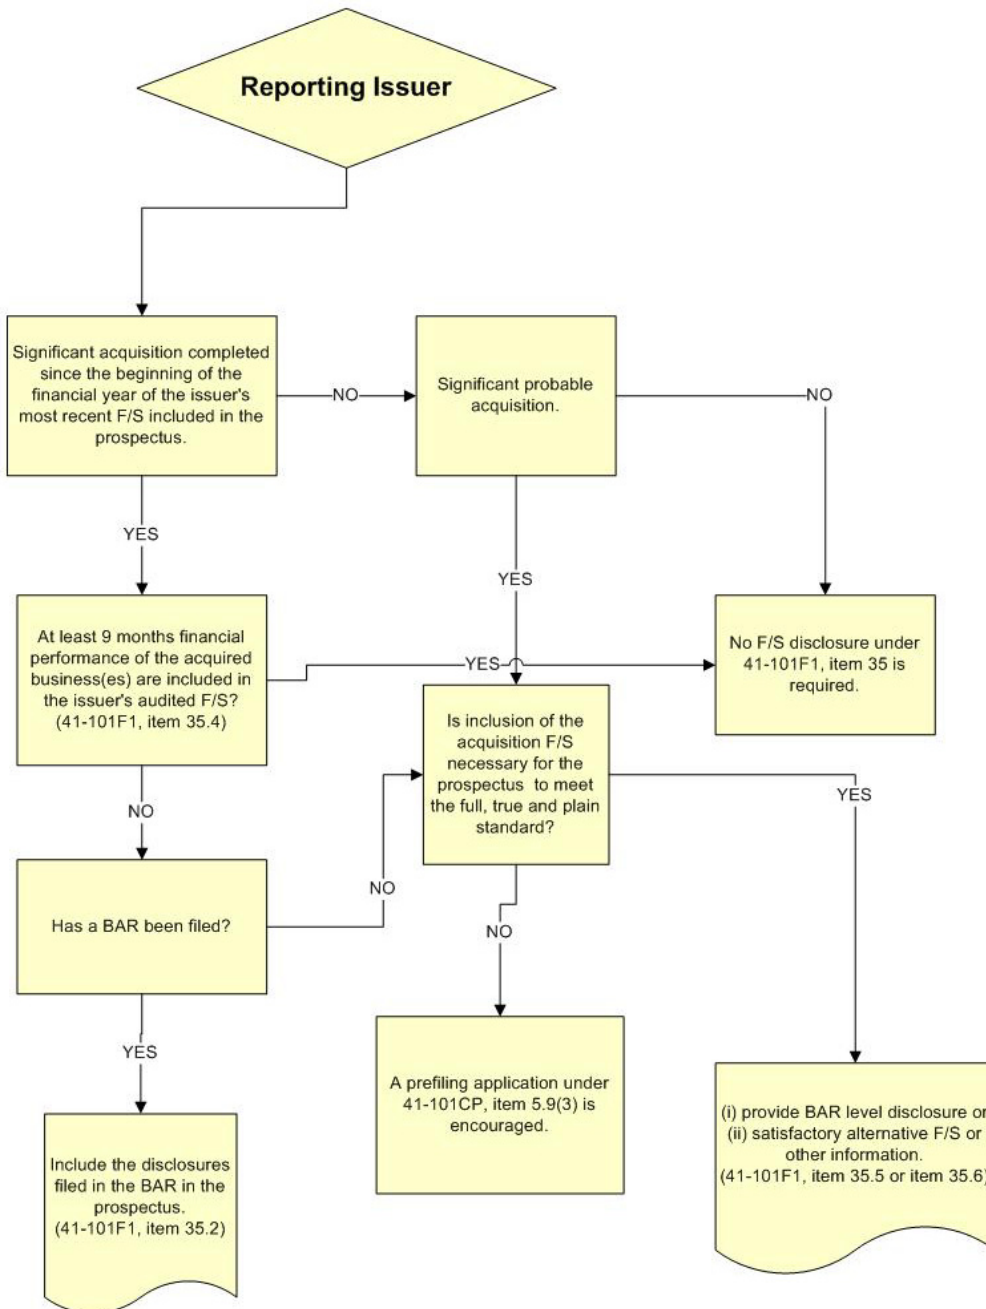 Reporting Issuer
Significant acquisition completed
since the beginning of the
financial year of the issuer's
most recent F/S included in the
prospectus.
NO
Significant probable
acquisition.
NO
YES
YES
At least 9 months financial
performance of the acquired
business(es) are included in
the issuer's audited F/S?
(41-101F1, item 35.4)
YES
No F/S disclosure under
41-101F1, item 35 is
required.
Is inclusion of the
acquisition F/S
necessary for the
prospectus to meet
the full, true and plain
standard?
NO
YES
Has a BAR been filed?
NO
NO
YES
A prefiling application under
41-101CP, item 5.9(3) is
encouraged.
(i) provide BAR level disclosure or
(ii) satisfactory alternative F/S or
other information.
(41-101F1, item 35.5 or item 35.6)
Include the disclosures
filed in the BAR in the
prospectus.
(41-101F1, item 35.2)